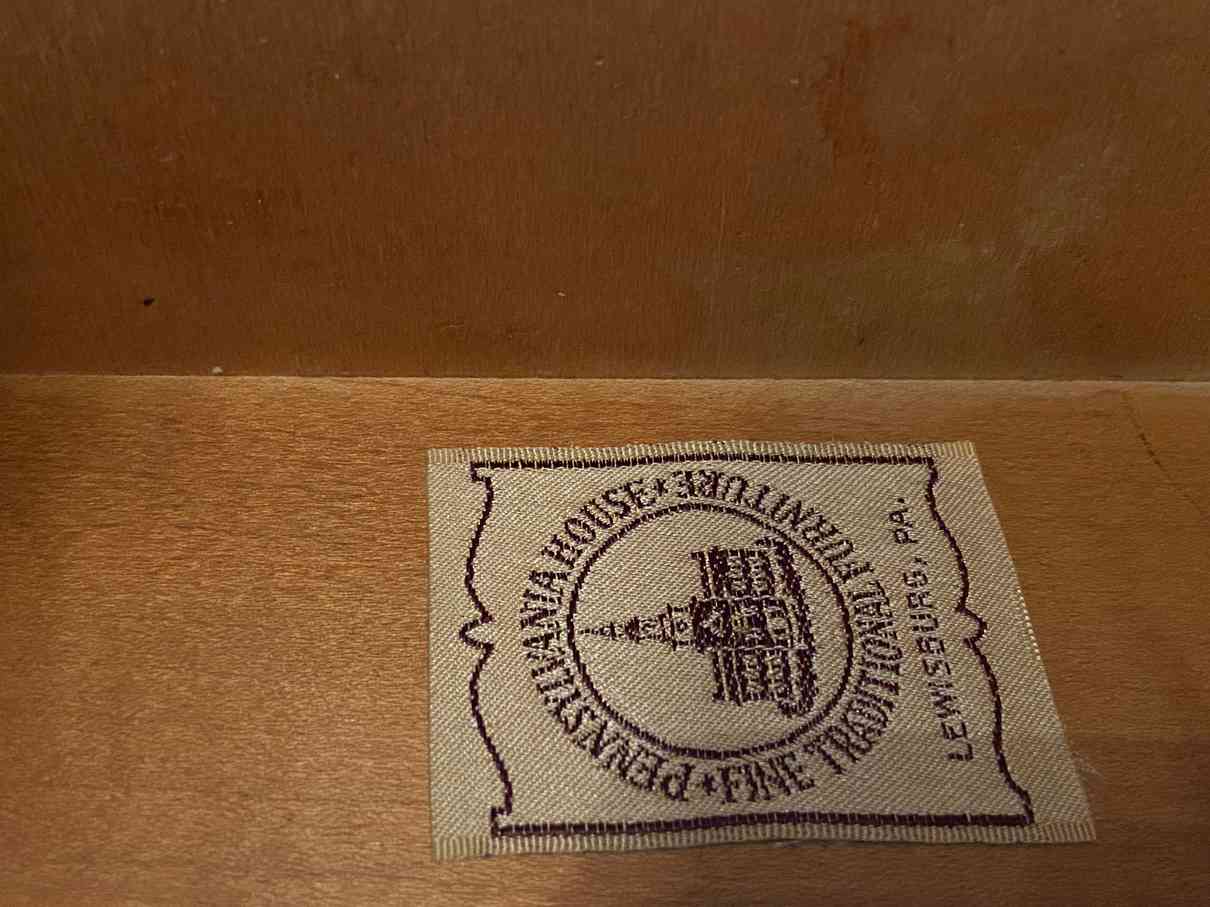 PENNSYLVANIA HOUSE
★ FINE TRADITIONAL FURNITURE ★
LEWISBURG, PA.